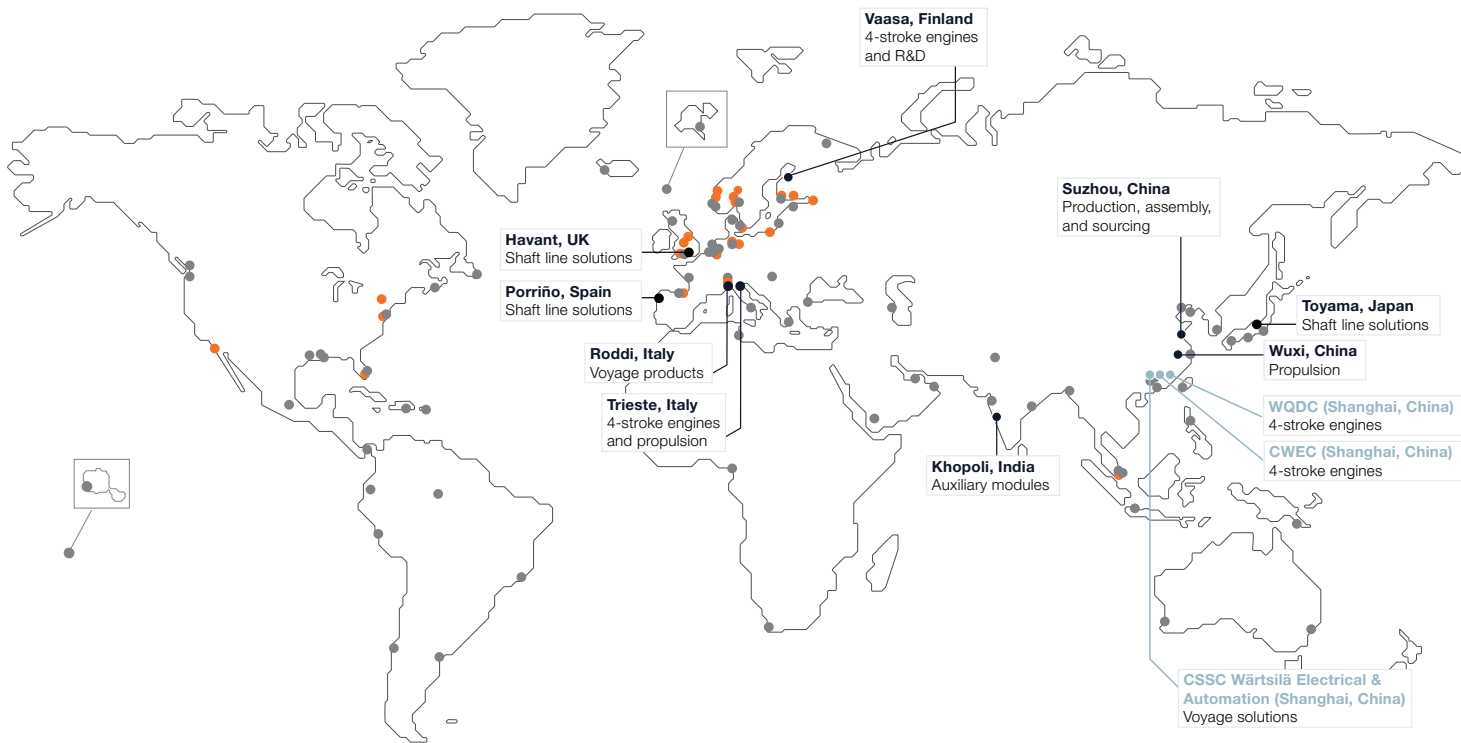 Vaasa, Finland
4-stroke engines
and R&D
Suzhou, China
Production, assembly,
and sourcing
Havant, UK
Shaft line solutions
Porriño, Spain
Shaft line solutions
Toyama, Japan
Shaft line solutions
Roddi, Italy
Voyage products
Wuxi, China
Propulsion
Trieste, Italy
4-stroke engines
and propulsion
WQDC (Shanghai, China)
4-stroke engines
CWEC (Shanghai, China)
4-stroke engines
Khopoli, India
Auxiliary modules
CSSC Wärtsilä Electrical &
Automation (Shanghai, China)
Voyage solutions